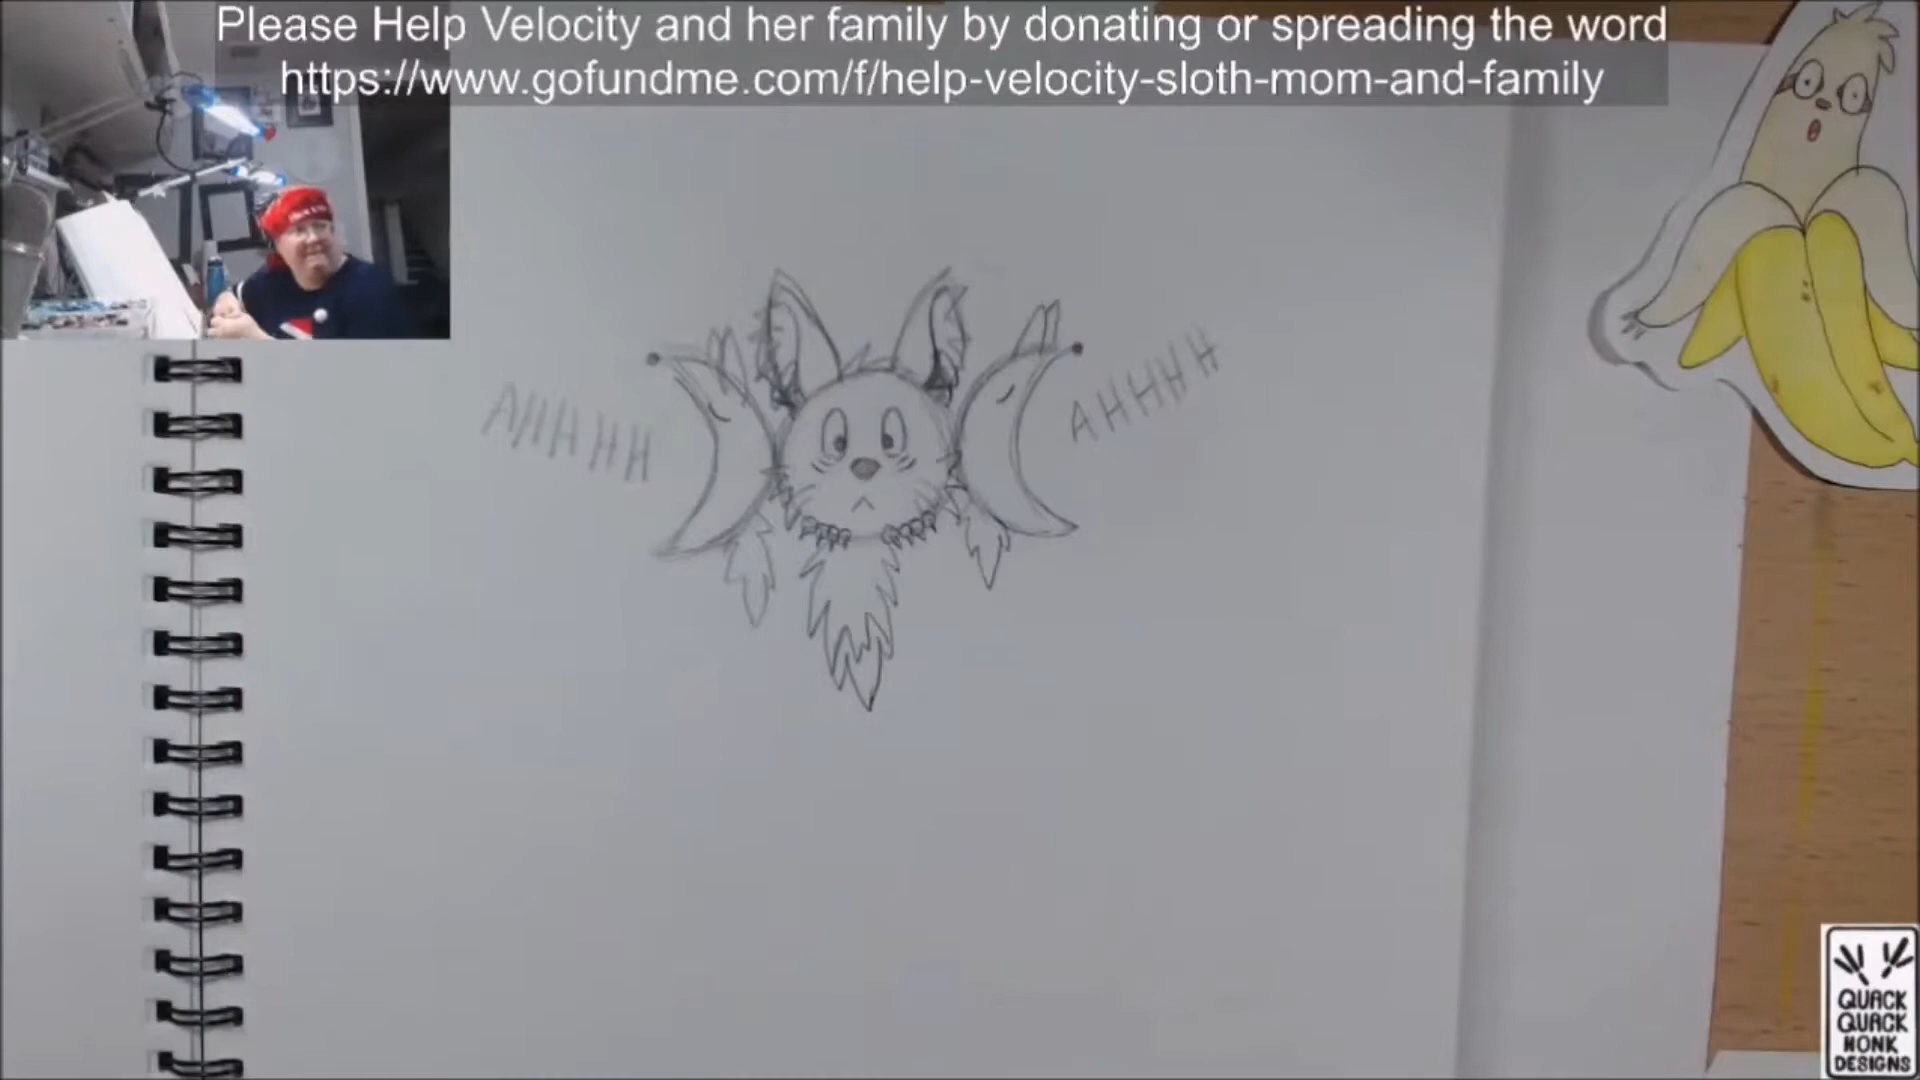 Please Help Velocity and her family by donating or spreading the word
https://www.gofundme.com/f/help-velocity-sloth-mom-and-family
AHHHH
AHHHH
QUACK
QUACK
HONK
DESIGNS